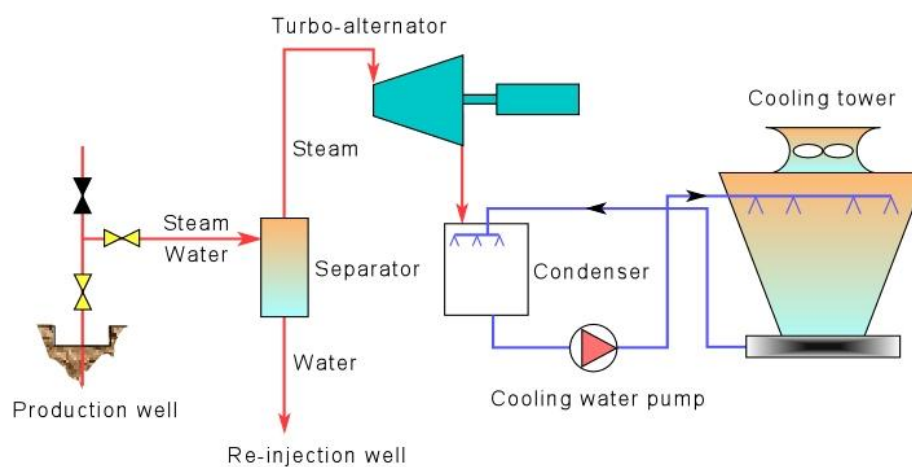 Turbo-alternator
Cooling tower
Steam
Steam
Water
Separator
Condenser
Water
Production well
Cooling water pump
Re-injection well